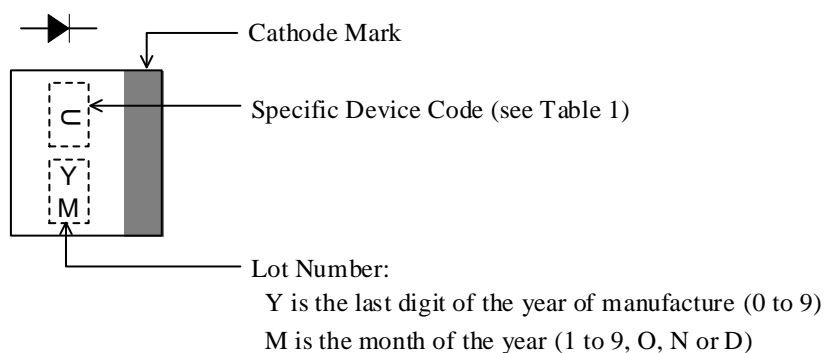 Cathode Mark
Specific Device Code (see Table 1)
⊂
Y
M
Lot Number:
Y is the last digit of the year of manufacture (0 to 9)
M is the month of the year (1 to 9, O, N or D)